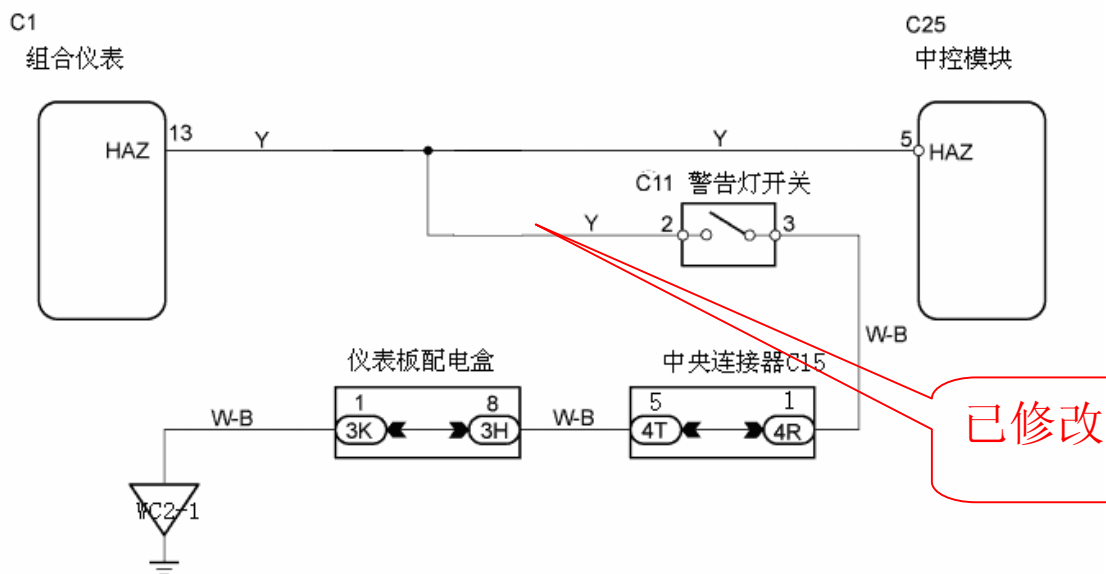 C1
组合仪表
C25
中控模块
HAZ
13
Y
Y
5
HAZ
C11 警告灯开关
Y
2
3
W-B
仪表板配电盒
中央连接器C15
W-B
1
8
3K
3H
W-B
5
1
4T
4R
已修改
WC2-1